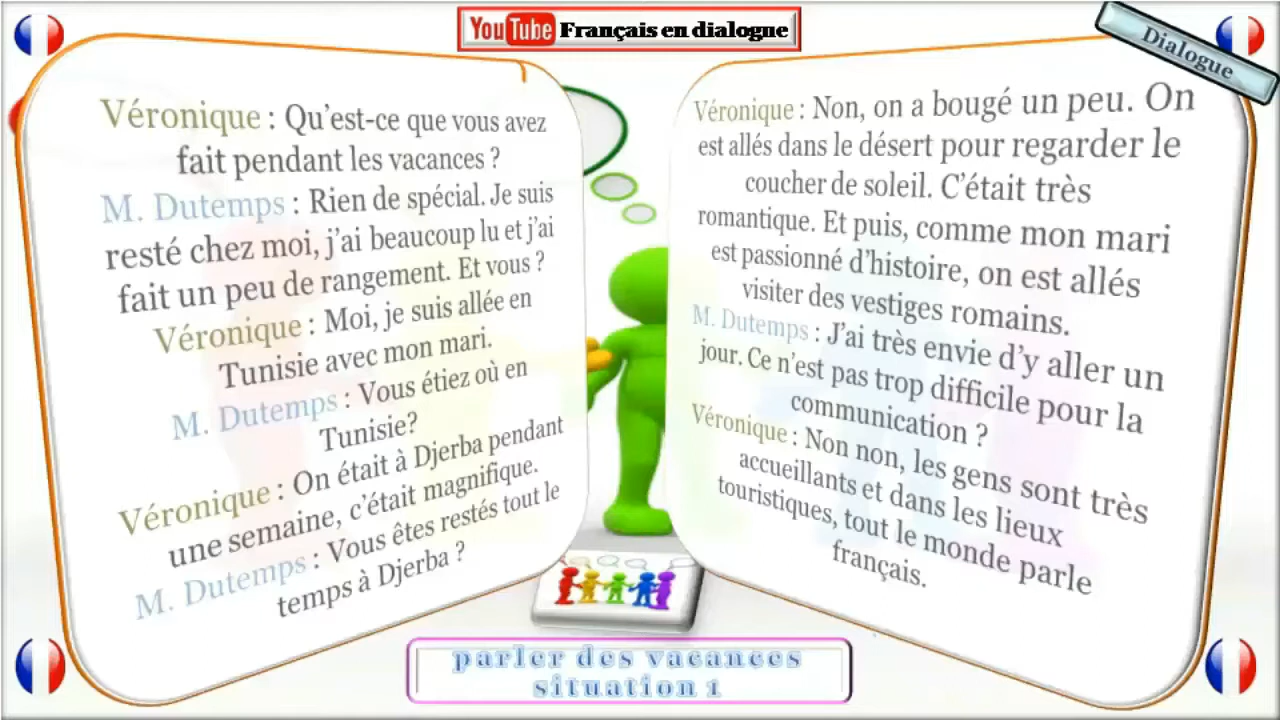 YouTube Français en dialogue
Dialogue
Véronique : Qu'est-ce que vous avez
fait pendant les vacances ?
M. Dutemps : Rien de spécial. Je suis
resté chez moi, j'ai beaucoup lu et j'ai
fait un peu de rangement. Et vous ?
Véronique : Moi, je suis allée en
Tunisie avec mon mari.
M. Dutemps : Vous étiez où en
Tunisie?
Véronique : On était à Djerba pendant
une semaine, c'était magnifique.
M. Dutemps : Vous êtes restés tout le
temps à Djerba ?
Véronique : Non, on a bougé un peu. On
est allés dans le désert pour regarder le
coucher de soleil. C'était très
romantique. Et puis, comme mon mari
est passionné d'histoire, on est allés
visiter des vestiges romains.
M. Dutemps : J'ai très envie d'y aller un
jour. Ce n'est pas trop difficile pour la
communication ?
Véronique : Non non, les gens sont très
accueillants et dans les lieux
touristiques, tout le monde parle
français.
parler des vacances
situation 1